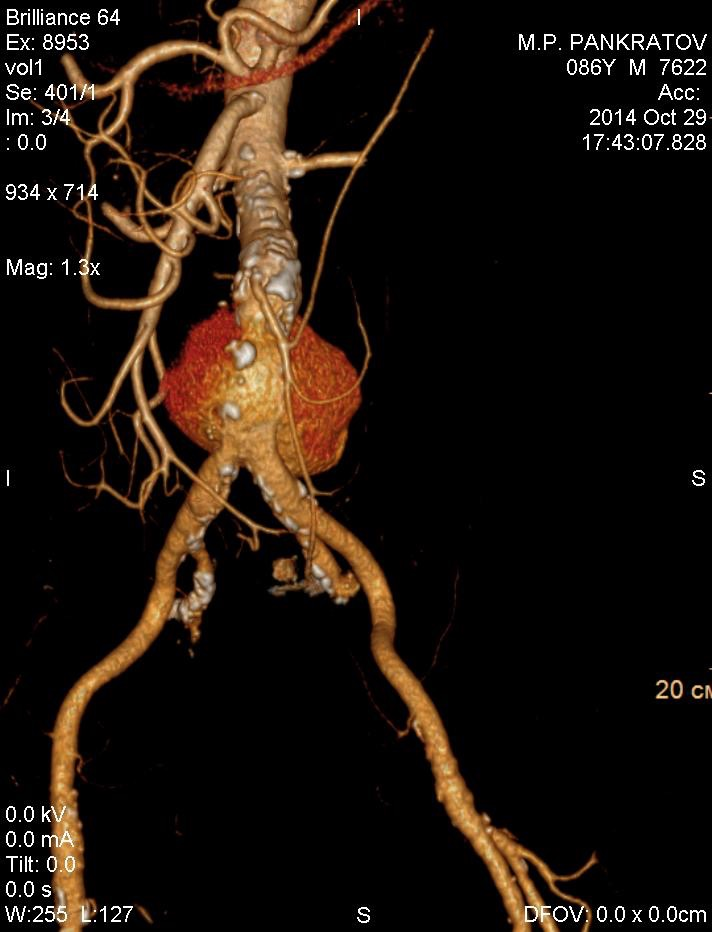 Brilliance 64
Ex: 8953
vol1
Se: 401/1
Im: 3/4
: 0.0
934 x 714
Mag: 1.3x
I
M.P. PANKRATOV
086Y M 7622
Acc:
2014 Oct 29
17:43:07.828
I
S
20 см
0.0 kV
0.0 mA
Tilt: 0.0
0.0 s
W:255 L:127
S
DFOV: 0.0 x 0.0cm